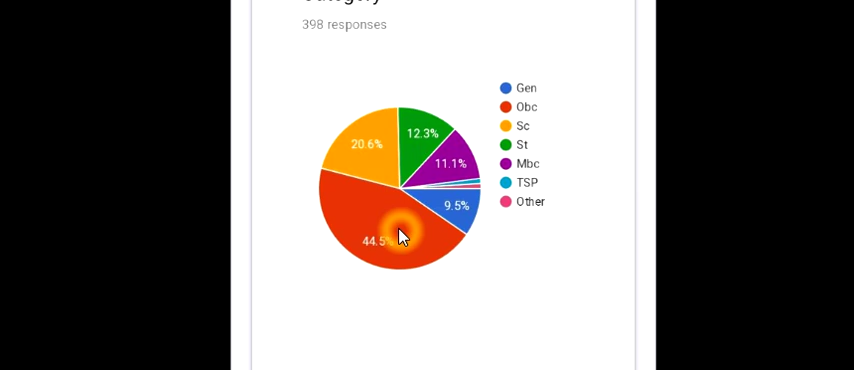 Category
398 responses
Gen
Obc
Sc
St
Mbc
TSP
Other
12.3%
20.6%
11.1%
9.5%
44.5%